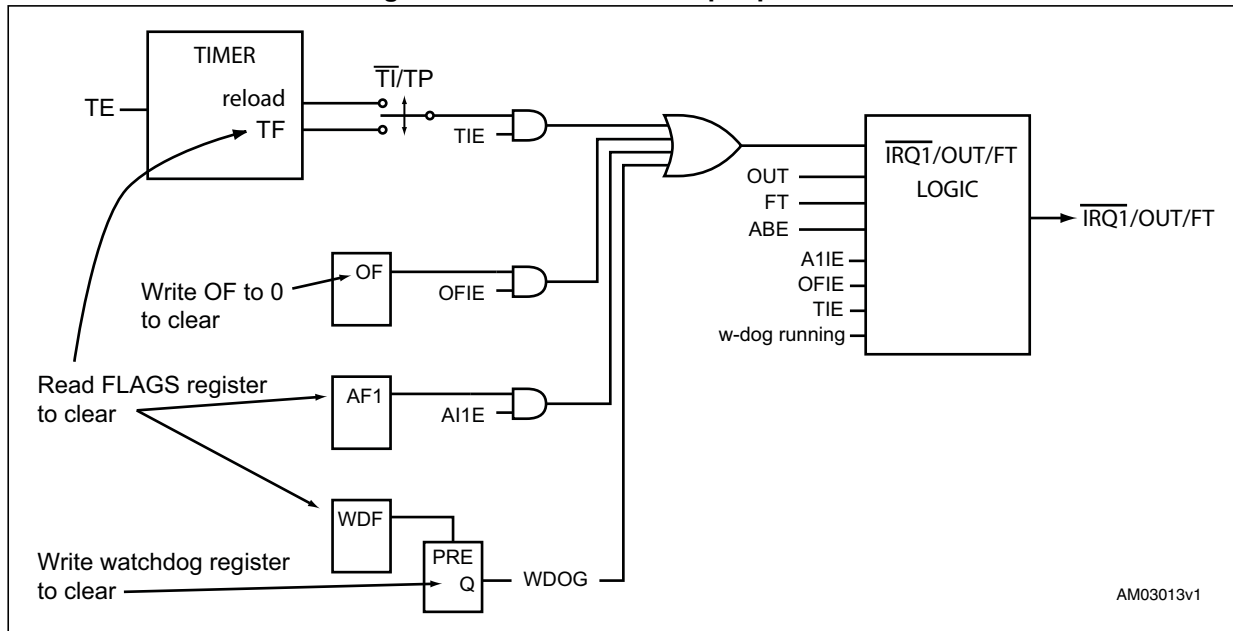 TIMER
reload
TF
TE
TI/TP
TIE
OF
OFIE
Write OF to 0
to clear
Read FLAGS register
to clear
AF1
AI1E
WDF
PRE
Q
WDOG
Write watchdog register
to clear
OUT
FT
ABE
A1IE
OFIE
TIE
w-dog running
IRQ1/OUT/FT
LOGIC
IRQ1/OUT/FT
AM03013v1